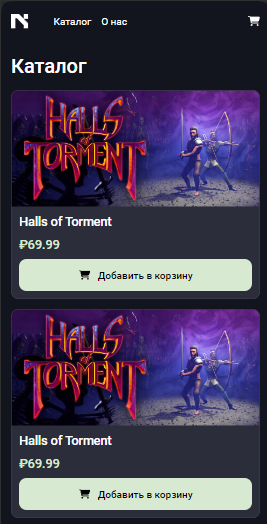 Каталог О нас
Каталог
HALLS
of
TORMENT
Halls of Torment
₽69.99
Добавить в корзину
HALLS
of
TORMENT
Halls of Torment
₽69.99
Добавить в корзину